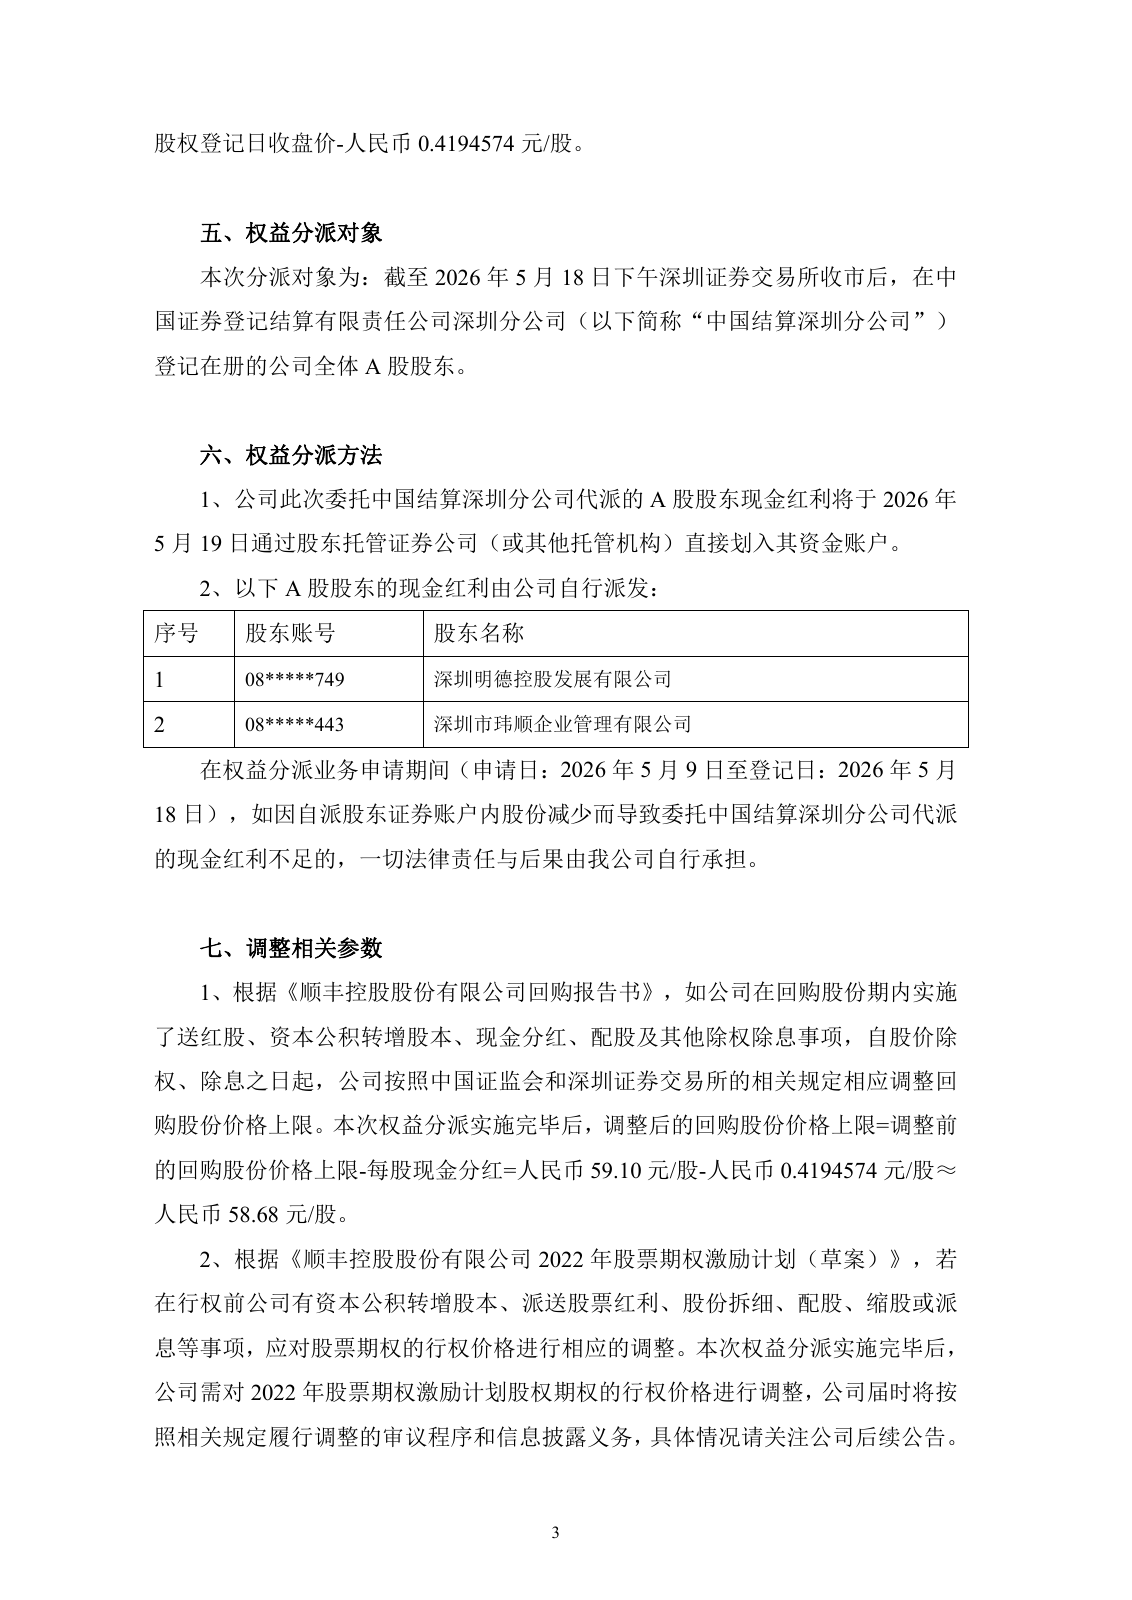 股权登记日收盘价-人民币 0.4194574 元/股。
五、权益分派对象
本次分派对象为：截至 2026 年 5 月 18 日下午深圳证券交易所收市后，在中
国证券登记结算有限责任公司深圳分公司（以下简称“中国结算深圳分公司”）
登记在册的公司全体 A 股股东。
六、权益分派方法
1、公司此次委托中国结算深圳分公司代派的 A 股股东现金红利将于 2026 年
5 月 19 日通过股东托管证券公司（或其他托管机构）直接划入其资金账户。
2、以下 A 股股东的现金红利由公司自行派发：
序号 股东账号 股东名称
1 08*****749 深圳明德控股发展有限公司
2 08*****443 深圳市玮顺企业管理有限公司
在权益分派业务申请期间（申请日：2026 年 5 月 9 日至登记日：2026 年 5 月
18 日），如因自派股东证券账户内股份减少而导致委托中国结算深圳分公司代派
的现金红利不足的，一切法律责任与后果由我公司自行承担。
七、调整相关参数
1、根据《顺丰控股股份有限公司回购报告书》，如公司在回购股份期内实施
了送红股、资本公积转增股本、现金分红、配股及其他除权除息事项，自股价除
权、除息之日起，公司按照中国证监会和深圳证券交易所的相关规定相应调整回
购股份价格上限。本次权益分派实施完毕后，调整后的回购股份价格上限=调整前
的回购股份价格上限-每股现金分红=人民币 59.10 元/股-人民币 0.4194574 元/股≈
人民币 58.68 元/股。
2、根据《顺丰控股股份有限公司 2022 年股票期权激励计划（草案）》，若
在行权前公司有资本公积转增股本、派送股票红利、股份拆细、配股、缩股或派
息等事项，应对股票期权的行权价格进行相应的调整。本次权益分派实施完毕后，
公司需对 2022 年股票期权激励计划股权期权的行权价格进行调整，公司届时将按
照相关规定履行调整的审议程序和信息披露义务，具体情况请关注公司后续公告。
3